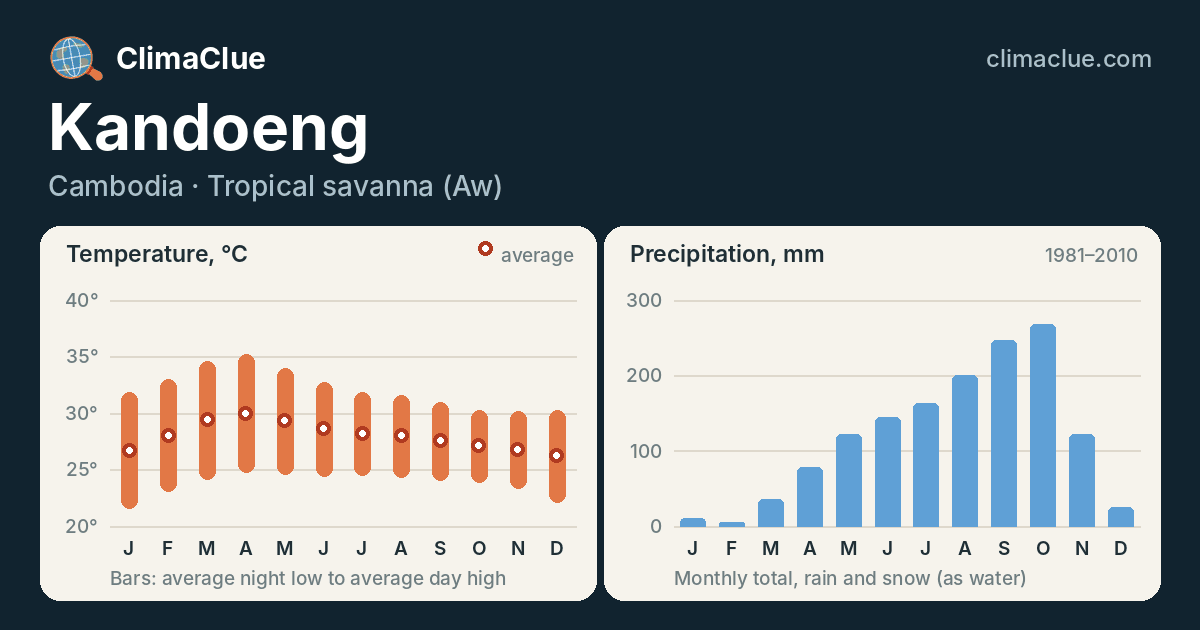 ClimaClue
climaclue.com
Kandoeng
Cambodia · Tropical savanna (Aw)
Temperature, °C
average
40°
35°
30°
25°
20°
J F M A M J J A S O N D
Bars: average night low to average day high
Precipitation, mm
1981–2010
300
200
100
0
J F M A M J J A S O N D
Monthly total, rain and snow (as water)